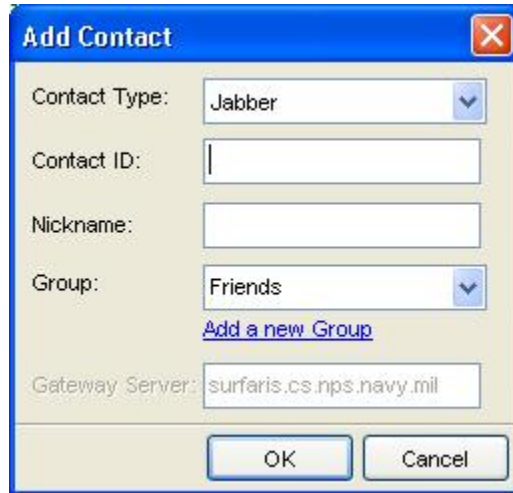 Add Contact
Contact Type: Jabber
Contact ID:
Nickname:
Group: Friends
Add a new Group
Gateway Server: surfaris.cs.nps.navy.mil
OK Cancel